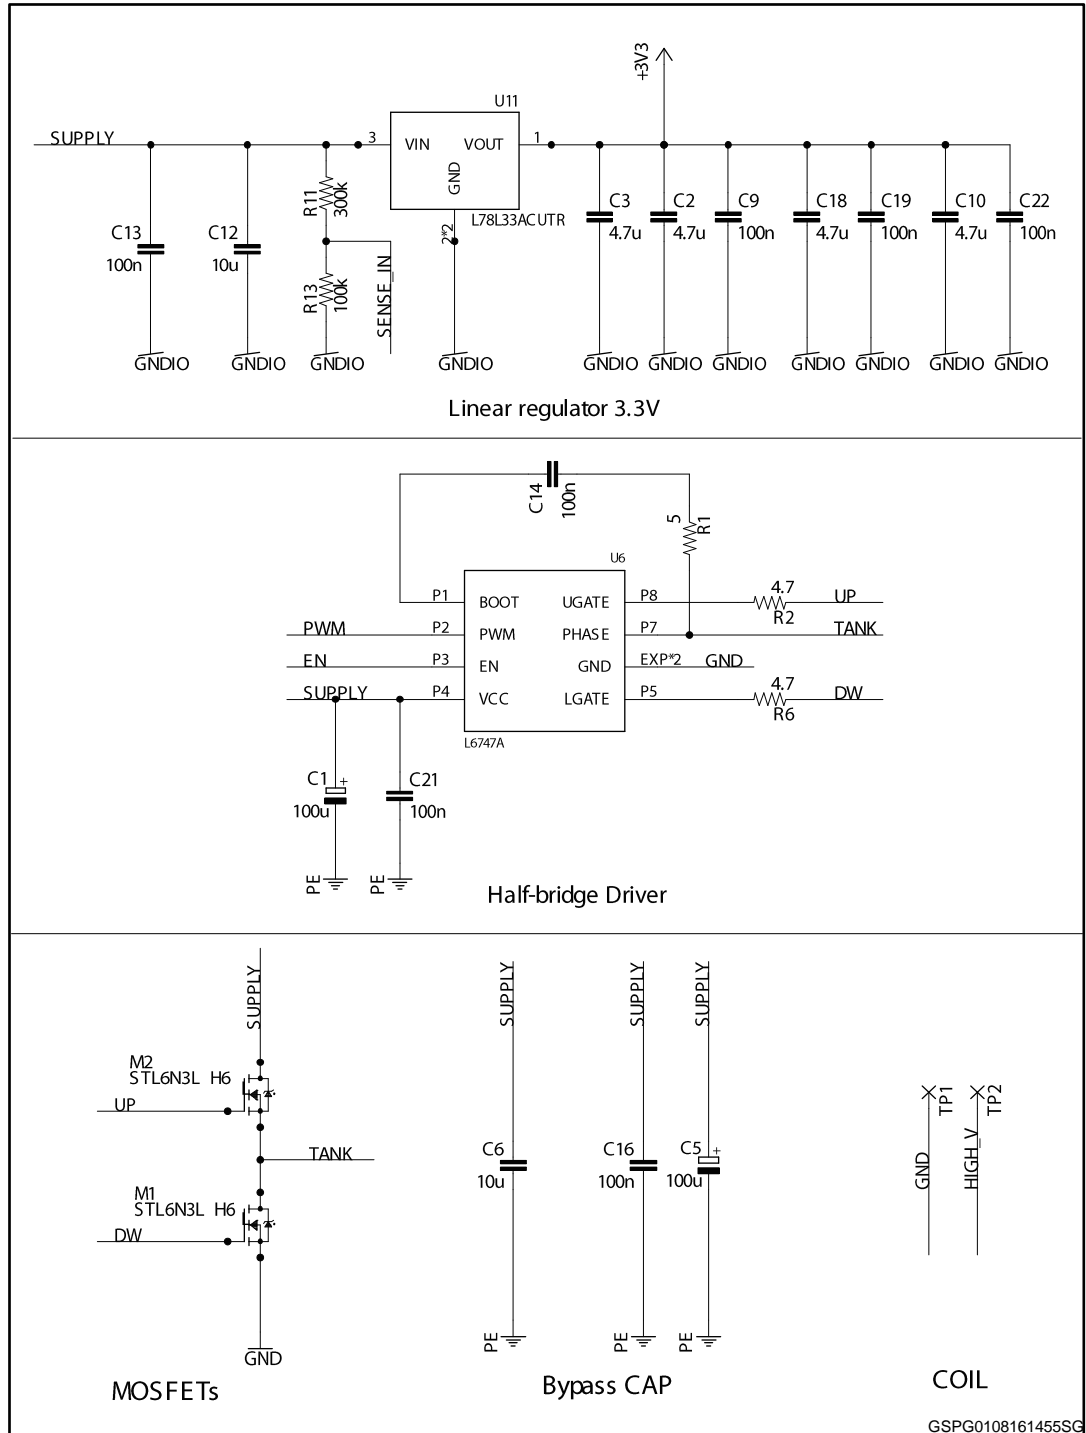 +3V3
U11
SUPPLY 3 VIN VOUT 1
GND
L78L33ACUTR
2*2
R11 300k
C13 100n
C12 10u
R13 100k
SENSE_IN
C3 4.7u
C2 4.7u
C9 100n
C18 4.7u
C19 100n
C10 4.7u
C22 100n
GNDIO GNDIO GNDIO GNDIO GNDIO GNDIO GNDIO GNDIO GNDIO GNDIO GNDIO
Linear regulator 3.3V
C14 100n
5 R1
U6
P1 BOOT UGATE P8 4.7 R2 UP
PWM P2 PWM PHASE P7 TANK
EN P3 EN GND EXP*2 GND
SUPPLY P4 VCC LGATE P5 4.7 R6 DW
L6747A
C1 + 100u
C21 100n
PE PE
Half-bridge Driver
SUPPLY
M2
STL6N3L H6
UP
TANK
M1
STL6N3L H6
DW
GND
MOSFETs
SUPPLY SUPPLY SUPPLY
C6 10u
C16 100n
C5 + 100u
PE PE PE
Bypass CAP
TP1 TP2
GND HIGH_V
COIL
GSPG0108161455SG